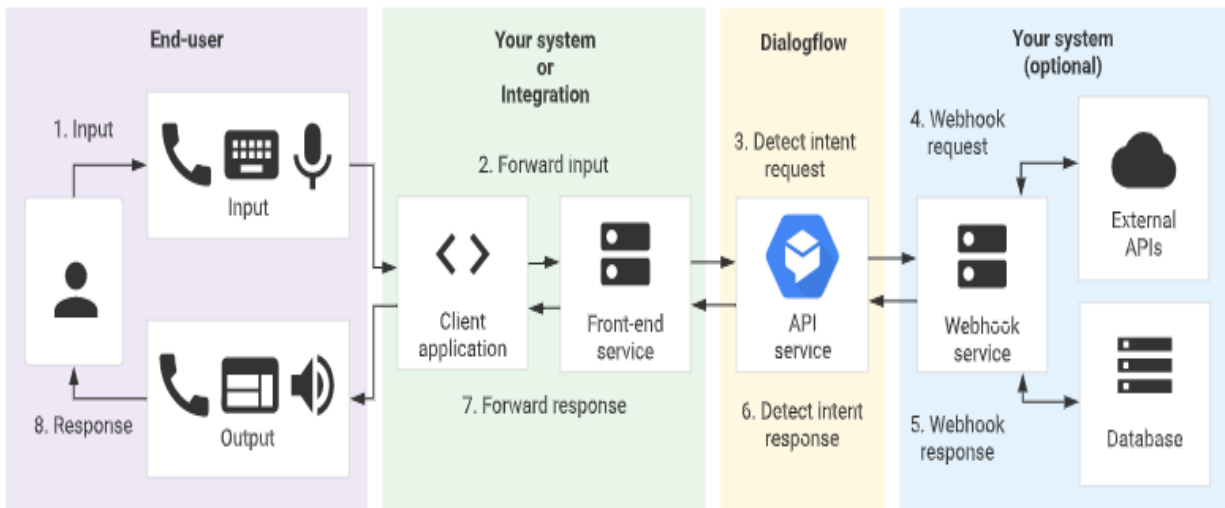 End-user
1. Input
Input
Output
8. Response
Your system
or
Integration
2. Forward input
Client
application
Front-end
service
7. Forward response
Dialogflow
3. Detect intent
request
API
service
6. Detect intent
response
Your system
(optional)
4. Webhook
request
External
APIs
Webhook
service
5. Webhook
response
Database